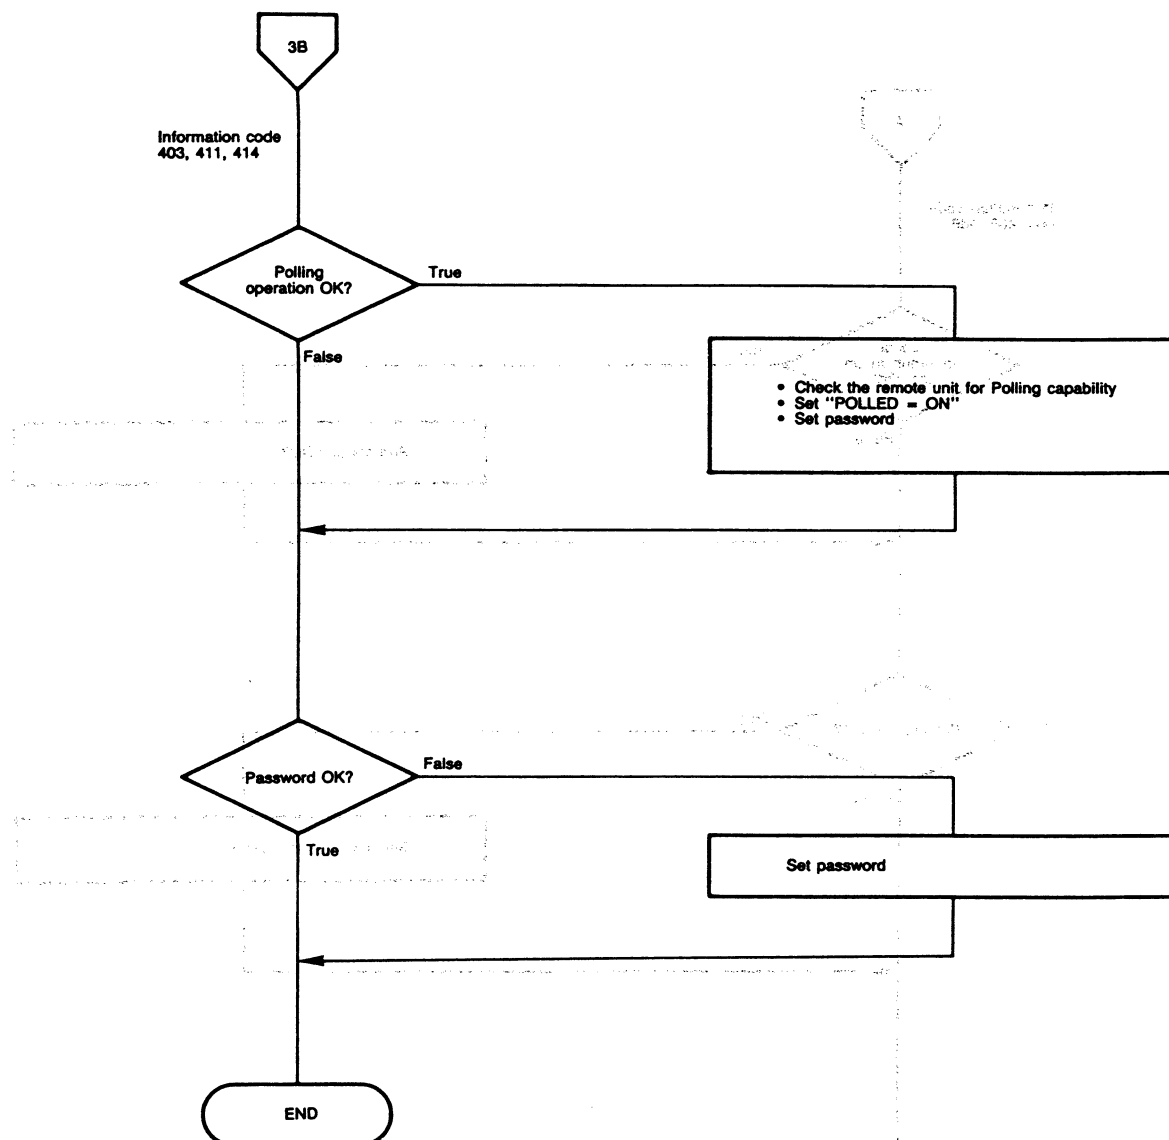 3B
Information code
403, 411, 414
Polling
operation OK?
True
False
• Check the remote unit for Polling capability
• Set "POLLED = ON"
• Set password
Password OK?
False
True
Set password
END